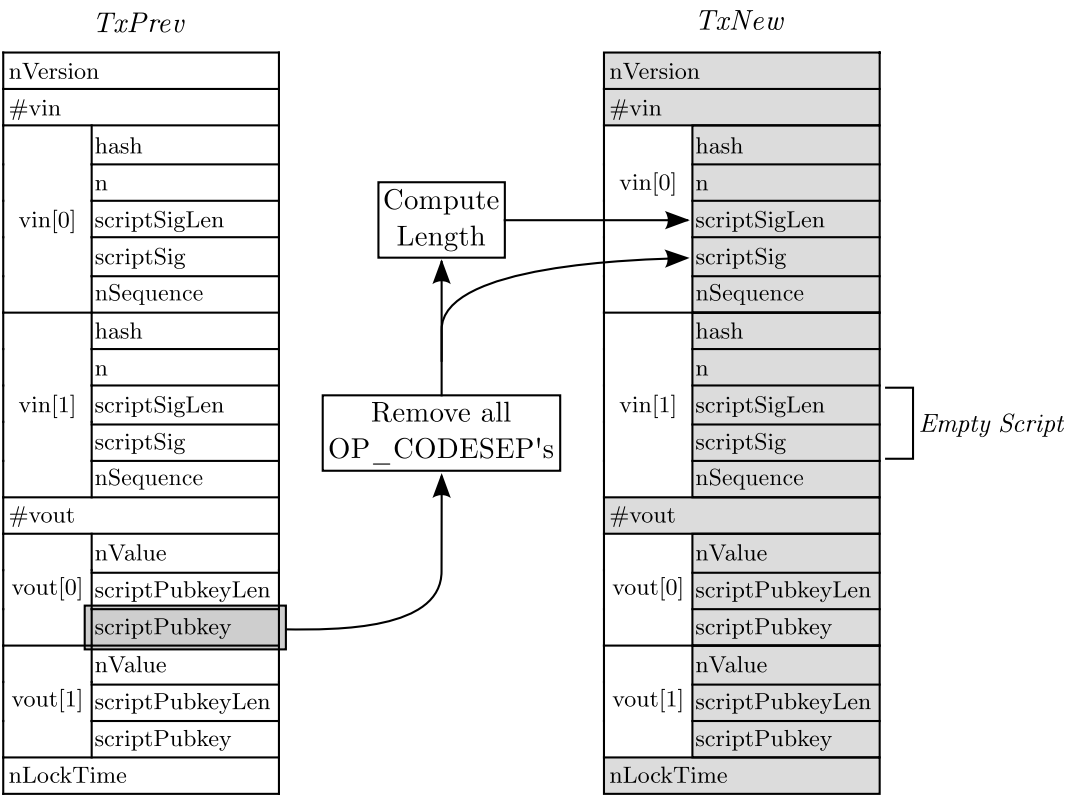 TxPrev
nVersion
#vin
vin[0]
hash
n
scriptSigLen
scriptSig
nSequence
vin[1]
hash
n
scriptSigLen
scriptSig
nSequence
#vout
vout[0]
nValue
scriptPubkeyLen
scriptPubkey
vout[1]
nValue
scriptPubkeyLen
scriptPubkey
nLockTime
Compute
Length
Remove all
OP_CODESEP's
TxNew
nVersion
#vin
vin[0]
hash
n
scriptSigLen
scriptSig
nSequence
vin[1]
hash
n
scriptSigLen
scriptSig
nSequence
Empty Script
#vout
vout[0]
nValue
scriptPubkeyLen
scriptPubkey
vout[1]
nValue
scriptPubkeyLen
scriptPubkey
nLockTime